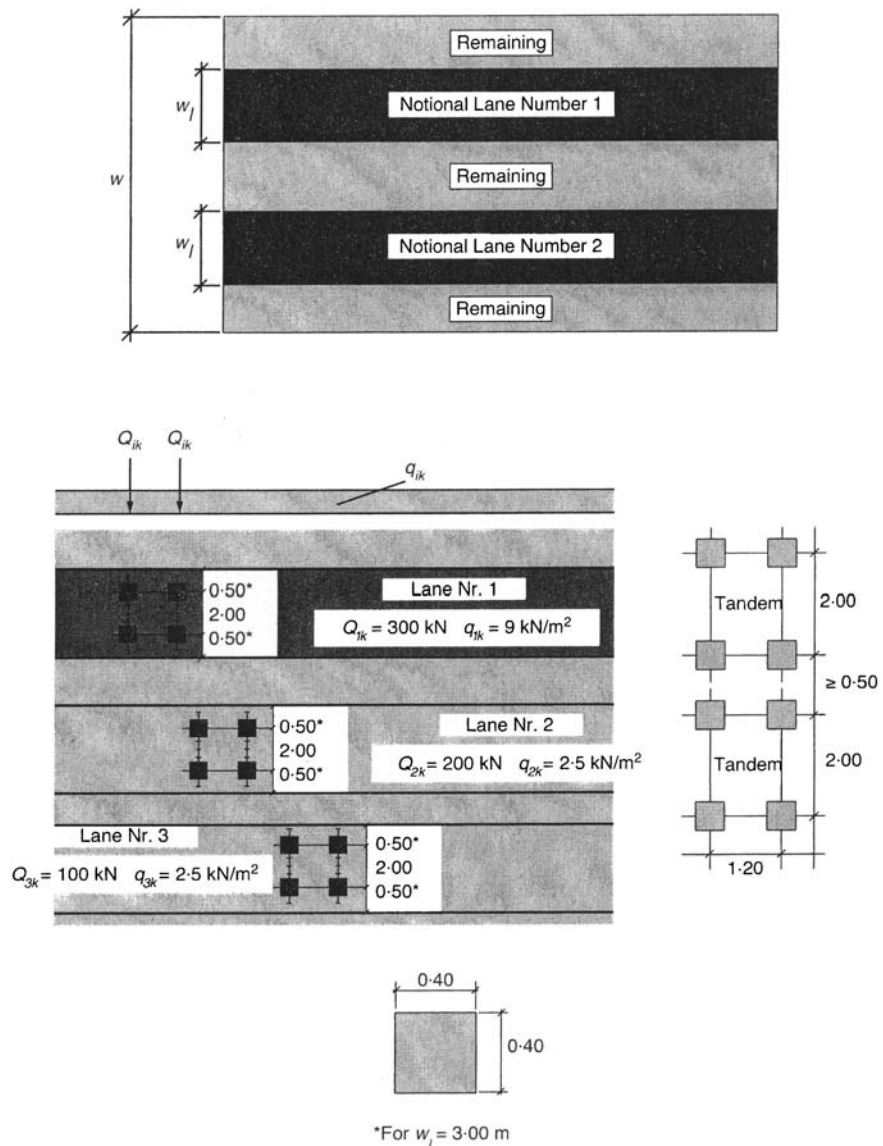 Remaining
w_l
Notional Lane Number 1
w
Remaining
w_l
Notional Lane Number 2
Remaining
Q_ik Q_ik
q_ik
0·50*
2·00
0·50*
Lane Nr. 1
Q_1k = 300 kN q_1k = 9 kN/m²
0·50*
2·00
0·50*
Lane Nr. 2
Q_2k = 200 kN q_2k = 2·5 kN/m²
Lane Nr. 3
Q_3k = 100 kN q_3k = 2·5 kN/m²
0·50*
2·00
0·50*
Tandem
2·00
≥ 0·50
Tandem
2·00
1·20
0·40
0·40
*For w_l = 3·00 m